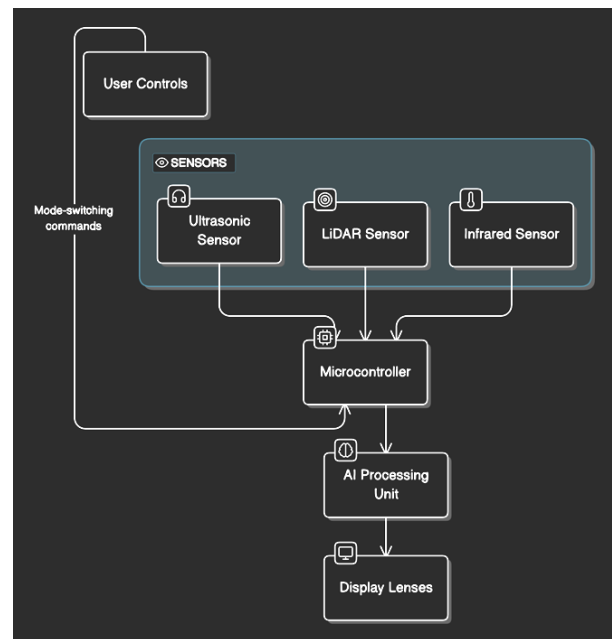 User Controls
SENSORS
Mode-switching
commands
Ultrasonic
Sensor
LiDAR Sensor
Infrared Sensor
Microcontroller
AI Processing
Unit
Display Lenses